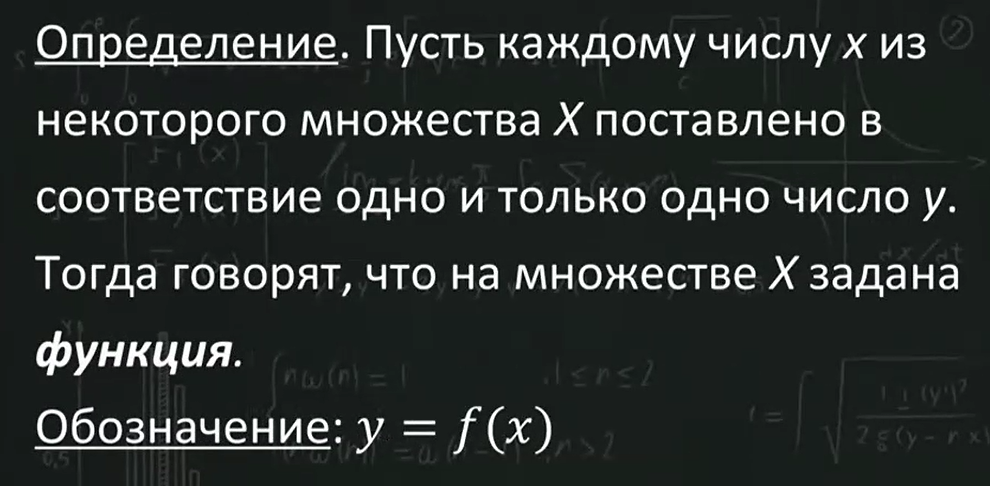 Определение. Пусть каждому числу x из
некоторого множества X поставлено в
соответствие одно и только одно число y.
Тогда говорят, что на множестве X задана
функция.
Обозначение: y = f(x)